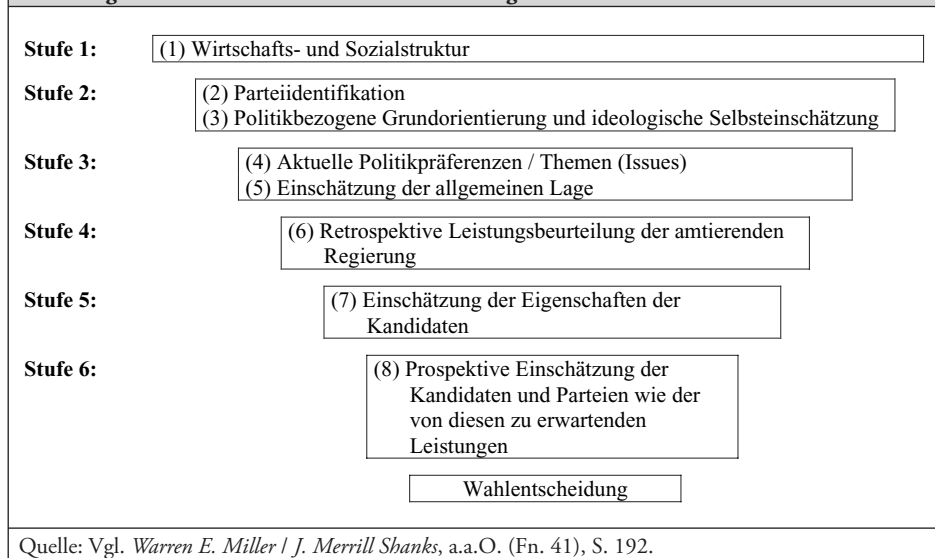 Stufe 1: (1) Wirtschafts- und Sozialstruktur
Stufe 2: (2) Parteiidentifikation
(3) Politikbezogene Grundorientierung und ideologische Selbsteinschätzung
Stufe 3: (4) Aktuelle Politikpräferenzen / Themen (Issues)
(5) Einschätzung der allgemeinen Lage
Stufe 4: (6) Retrospektive Leistungsbeurteilung der amtierenden
Regierung
Stufe 5: (7) Einschätzung der Eigenschaften der
Kandidaten
Stufe 6: (8) Prospektive Einschätzung der
Kandidaten und Parteien wie der
von diesen zu erwartenden
Leistungen
Wahlentscheidung
Quelle: Vgl. Warren E. Miller / J. Merrill Shanks, a.a.O. (Fn. 41), S. 192.